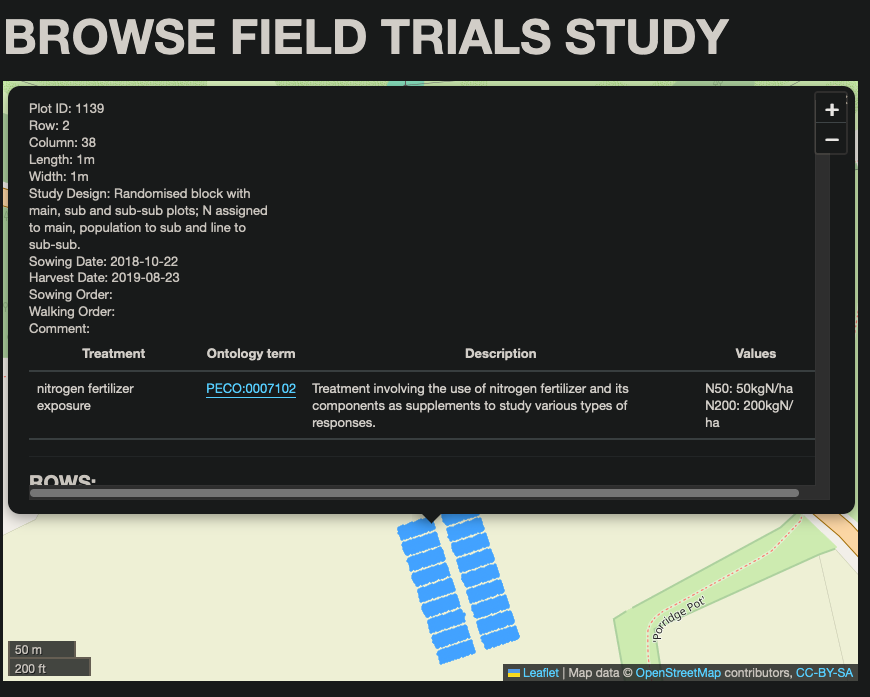 BROWSE FIELD TRIALS STUDY
Plot ID: 1139
Row: 2
Column: 38
Length: 1m
Width: 1m
Study Design: Randomised block with
main, sub and sub-sub plots; N assigned
to main, population to sub and line to
sub-sub.
Sowing Date: 2018-10-22
Harvest Date: 2019-08-23
Sowing Order:
Walking Order:
Comment:
Treatment Ontology term Description Values
nitrogen fertilizer PECO:0007102 Treatment involving the use of nitrogen fertilizer and its N50: 50kgN/ha
exposure components as supplements to study various types of N200: 200kgN/
responses. ha
ROWS:
+
−
'Porridge Pot'
50 m
200 ft
Leaflet | Map data © OpenStreetMap contributors, CC-BY-SA